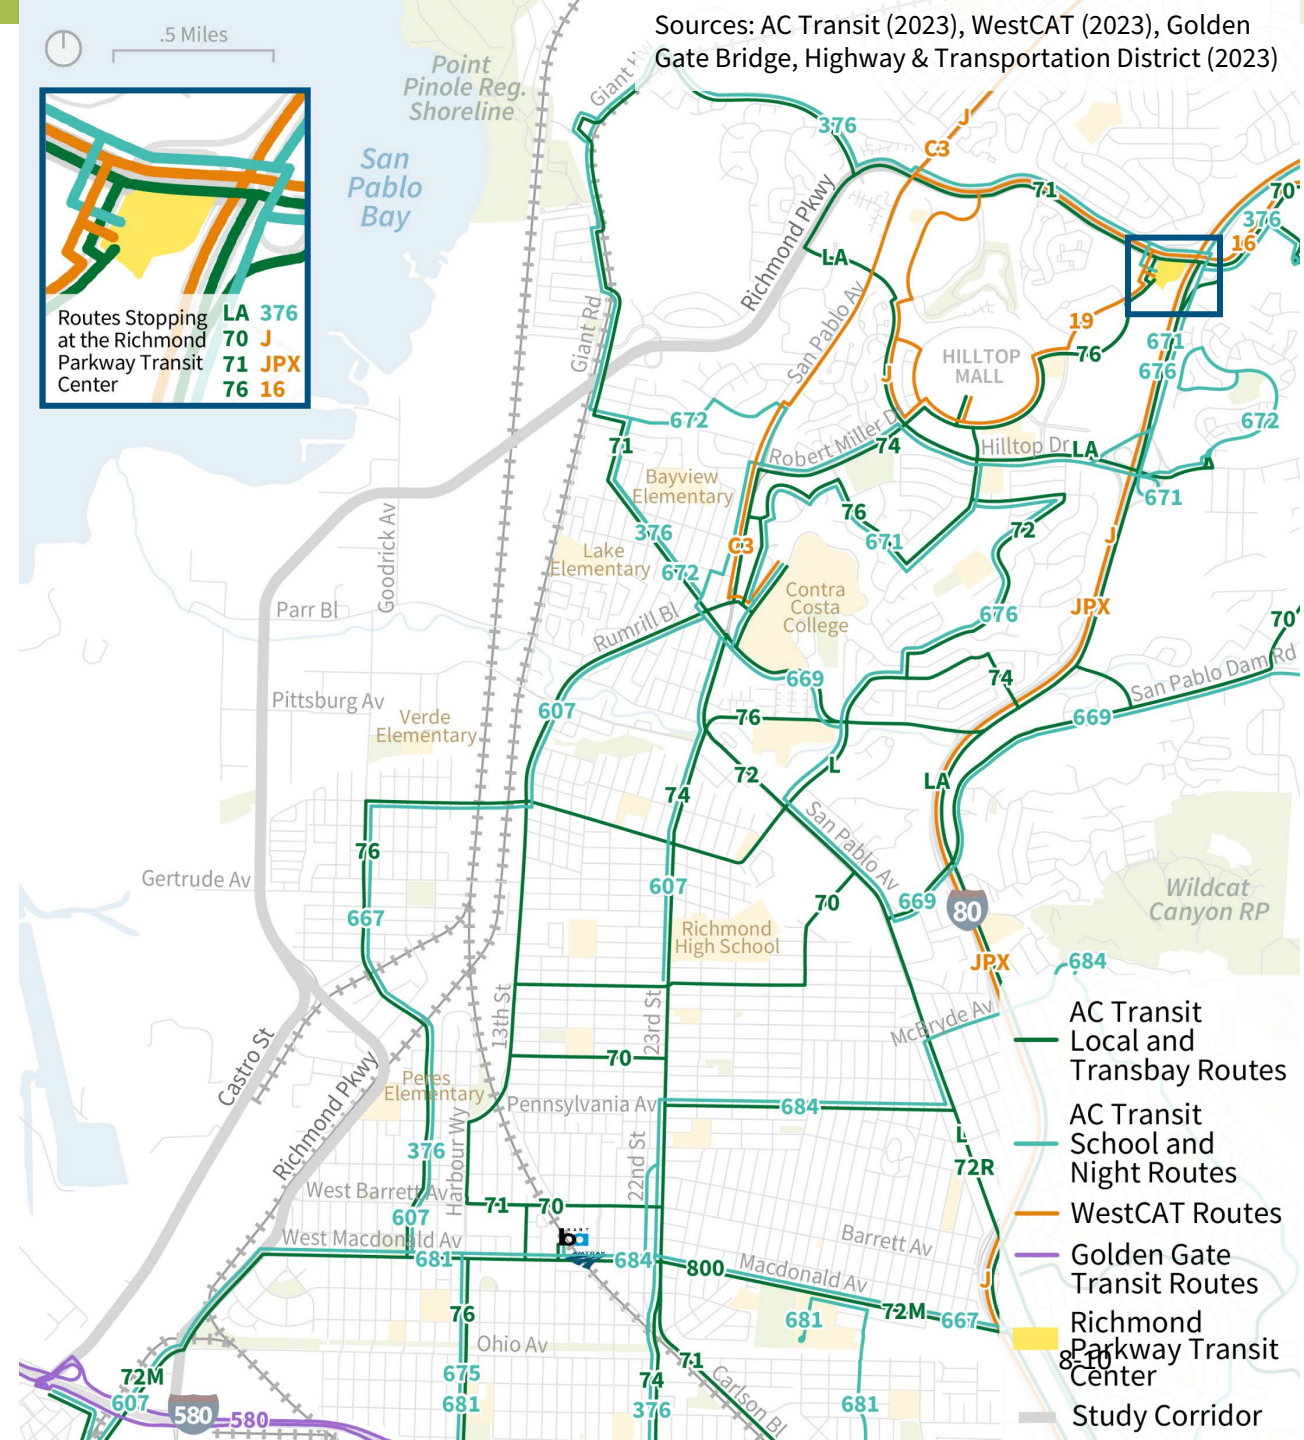 Sources: AC Transit (2023), WestCAT (2023), Golden
Gate Bridge, Highway & Transportation District (2023)
.5 Miles
Point
Pinole Reg.
Shoreline
San
Pablo
Bay
Giant
376
J
C3
71
70
376
16
Richmond Pkwy
LA
Routes Stopping
at the Richmond
Parkway Transit
Center
LA 376
70 J
71 JPX
76 16
Giant Rd
San Pablo Av
19
76
671
676
HILLTOP
MALL
J
672
672
71
Robert Miller D
74
Hilltop Dr
LA
671
Bayview
Elementary
Goodrick Av
376
76
671
72
J
C3
Lake
Elementary
672
Contra
Costa
College
676
JPX
70
Parr Bl
Rumrill Bl
669
74
San Pablo Dam Rd
669
Pittsburg Av
607
Verde
Elementary
76
72
L
LA
74
San Pablo Av
76
Gertrude Av
607
667
70
669
80
Wildcat
Canyon RP
Richmond
High School
JPX
684
13th St
23rd St
McBryde Av
70
Castro St
Richmond Pkwy
Peres
Elementary
Pennsylvania Av
684
376
Harbour Wy
22nd St
L
72R
West Barrett Av
71
70
607
West Macdonald Av
681
684
800
Barrett Av
Macdonald Av
J
76
681
72M
667
Ohio Av
71
72M
607
675
681
74
376
Carlson Bl
681
580
580
AC Transit
Local and
Transbay Routes
AC Transit
School and
Night Routes
WestCAT Routes
Golden Gate
Transit Routes
Richmond
Parkway Transit
Center
8-10
Study Corridor